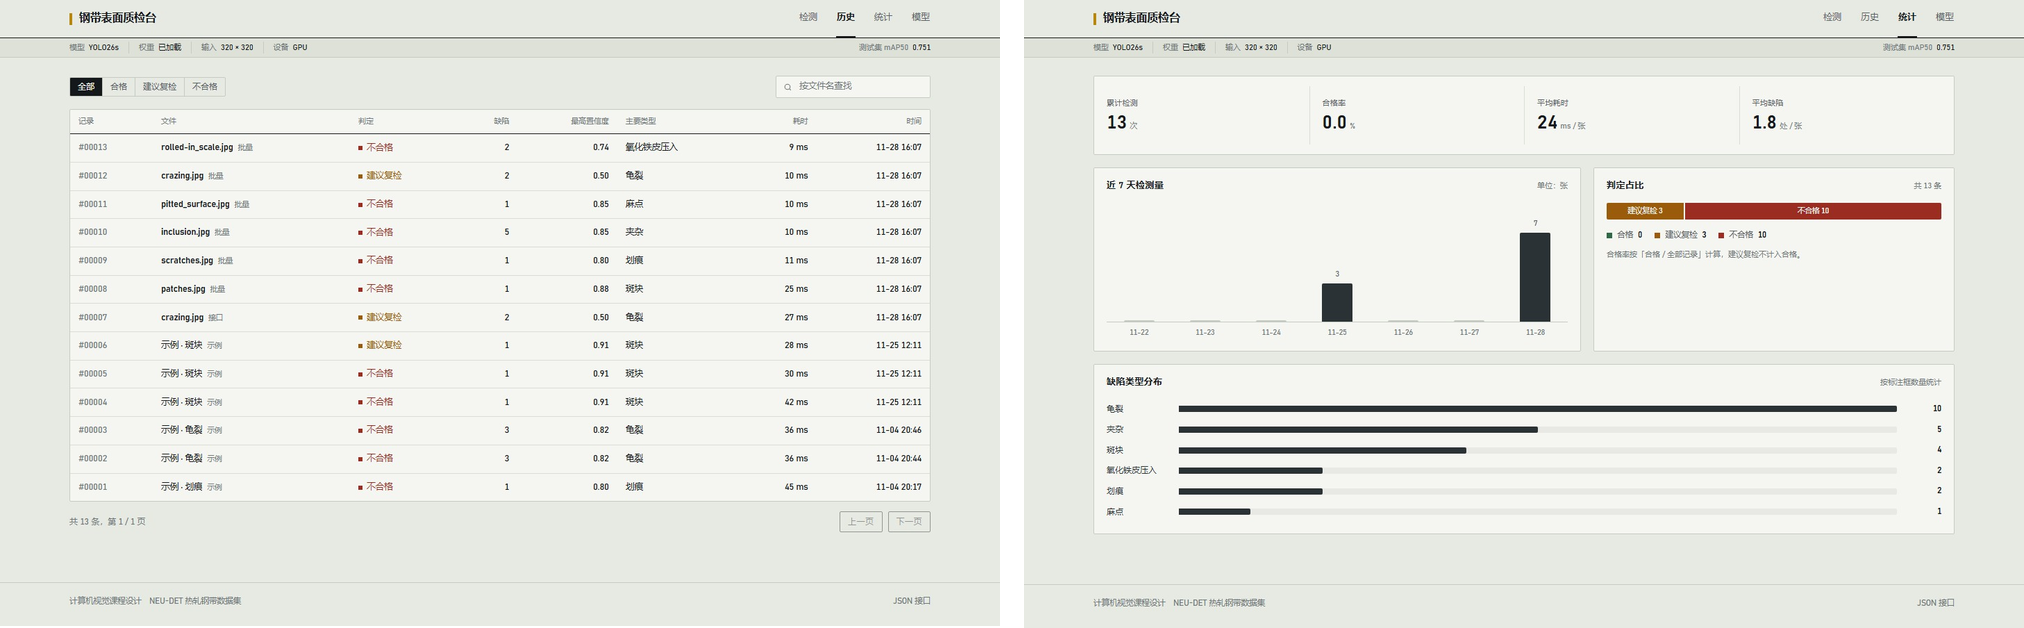 钢带表面质检台 检测 历史 统计 模型
模型 YOLO26s 权重 已加载 输入 320 × 320 设备 GPU 测试集 mAP50 0.751
全部 合格 建议复检 不合格 按文件名查找
记录 文件 判定 缺陷 最高置信度 主要类型 耗时 时间
#00013 rolled-in_scale.jpg 批量 不合格 2 0.74 氧化铁皮压入 9 ms 11-28 16:07
#00012 crazing.jpg 批量 建议复检 2 0.50 龟裂 10 ms 11-28 16:07
#00011 pitted_surface.jpg 批量 不合格 1 0.85 麻点 10 ms 11-28 16:07
#00010 inclusion.jpg 批量 不合格 5 0.85 夹杂 10 ms 11-28 16:07
#00009 scratches.jpg 批量 不合格 1 0.80 划痕 11 ms 11-28 16:07
#00008 patches.jpg 批量 不合格 1 0.88 斑块 25 ms 11-28 16:07
#00007 crazing.jpg 接口 建议复检 2 0.50 龟裂 27 ms 11-28 16:07
#00006 示例 · 斑块 示例 建议复检 1 0.91 斑块 28 ms 11-25 12:11
#00005 示例 · 斑块 示例 不合格 1 0.91 斑块 30 ms 11-25 12:11
#00004 示例 · 斑块 示例 不合格 1 0.91 斑块 42 ms 11-25 12:11
#00003 示例 · 龟裂 示例 不合格 3 0.82 龟裂 36 ms 11-04 20:46
#00002 示例 · 龟裂 示例 不合格 3 0.82 龟裂 36 ms 11-04 20:44
#00001 示例 · 划痕 示例 不合格 1 0.80 划痕 45 ms 11-04 20:17
共 13 条，第 1 / 1 页 上一页 下一页
计算机视觉课程设计 NEU-DET 热轧钢带数据集 JSON 接口
钢带表面质检台 检测 历史 统计 模型
模型 YOLO26s 权重 已加载 输入 320 × 320 设备 GPU 测试集 mAP50 0.751
累计检测 合格率 平均耗时 平均缺陷
13 次 0.0 % 24 ms / 张 1.8 处 / 张
近 7 天检测量 单位：张
7
3
11-22 11-23 11-24 11-25 11-26 11-27 11-28
判定占比 共 13 条
建议复检 3 不合格 10
合格 0 建议复检 3 不合格 10
合格率按「合格 / 全部记录」计算，建议复检不计入合格。
缺陷类型分布 按标注框数量统计
龟裂 10
夹杂 5
斑块 4
氧化铁皮压入 2
划痕 2
麻点 1
计算机视觉课程设计 NEU-DET 热轧钢带数据集 JSON 接口